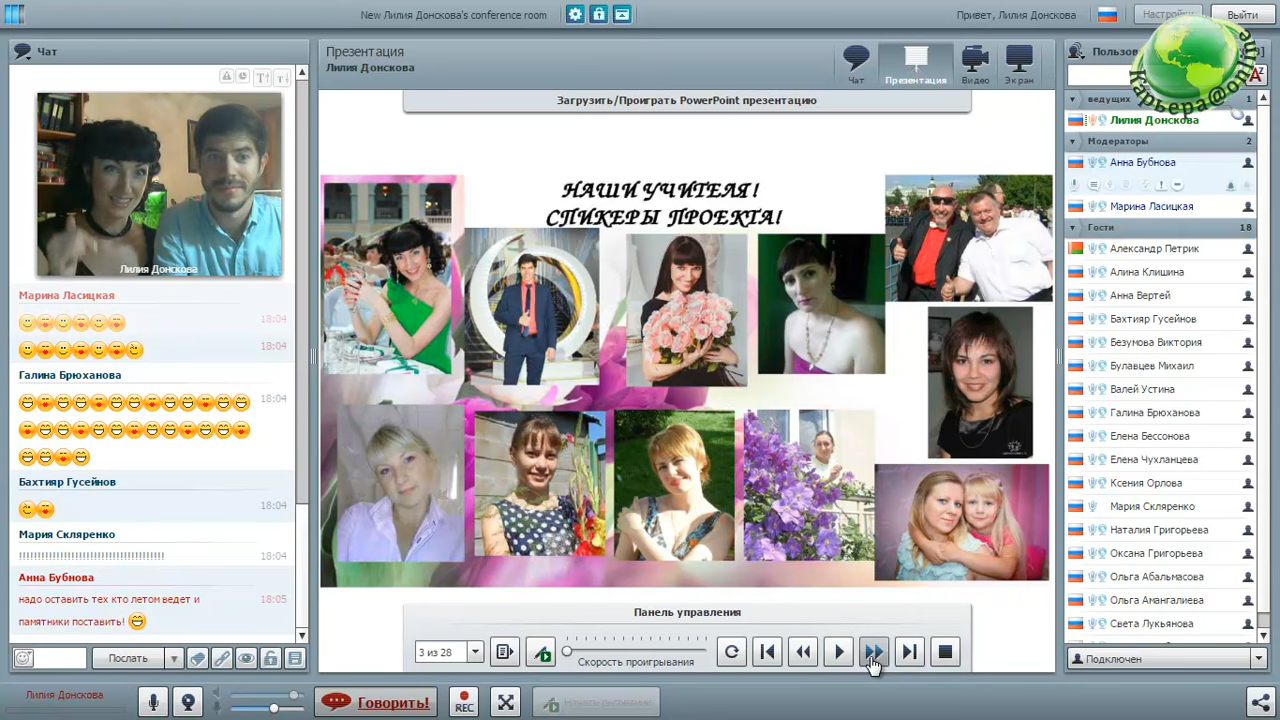 New Лилия Донскова's conference room
Привет, Лилия Донскова
Настройки
Выйти
Чат
Лилия Донскова
Марина Ласицкая
18:04
18:04
Галина Брюханова
18:04
Бахтияр Гусейнов
18:04
Мария Скляренко
!!!!!!!!!!!!!!!!!!!!!!!!!!!!!!!!!!!!!
18:04
Анна Бубнова
надо оставить тех кто летом ведет и
18:05
памятники поставить!
Послать
Презентация
Лилия Донскова
Чат
Презентация
Видео
Экран
Загрузить/Проиграть PowerPoint презентацию
НАШИ УЧИТЕЛЯ!
СПИКЕРЫ ПРОЕКТА!
Панель управления
3 из 28
Скорость проигрывания
карьера@online
ведущих 1
Лилия Донскова
Модераторы 2
Анна Бубнова
Марина Ласицкая
Гости 18
Александр Петрик
Алина Клишина
Анна Вертей
Бахтияр Гусейнов
Безумова Виктория
Булавцев Михаил
Валей Устина
Галина Брюханова
Елена Бессонова
Елена Чухланцева
Ксения Орлова
Мария Скляренко
Наталия Григорьева
Оксана Григорьева
Ольга Абальмасова
Ольга Амангалиева
Света Лукьянова
Подключен
Лилия Донскова
Говорить!
REC